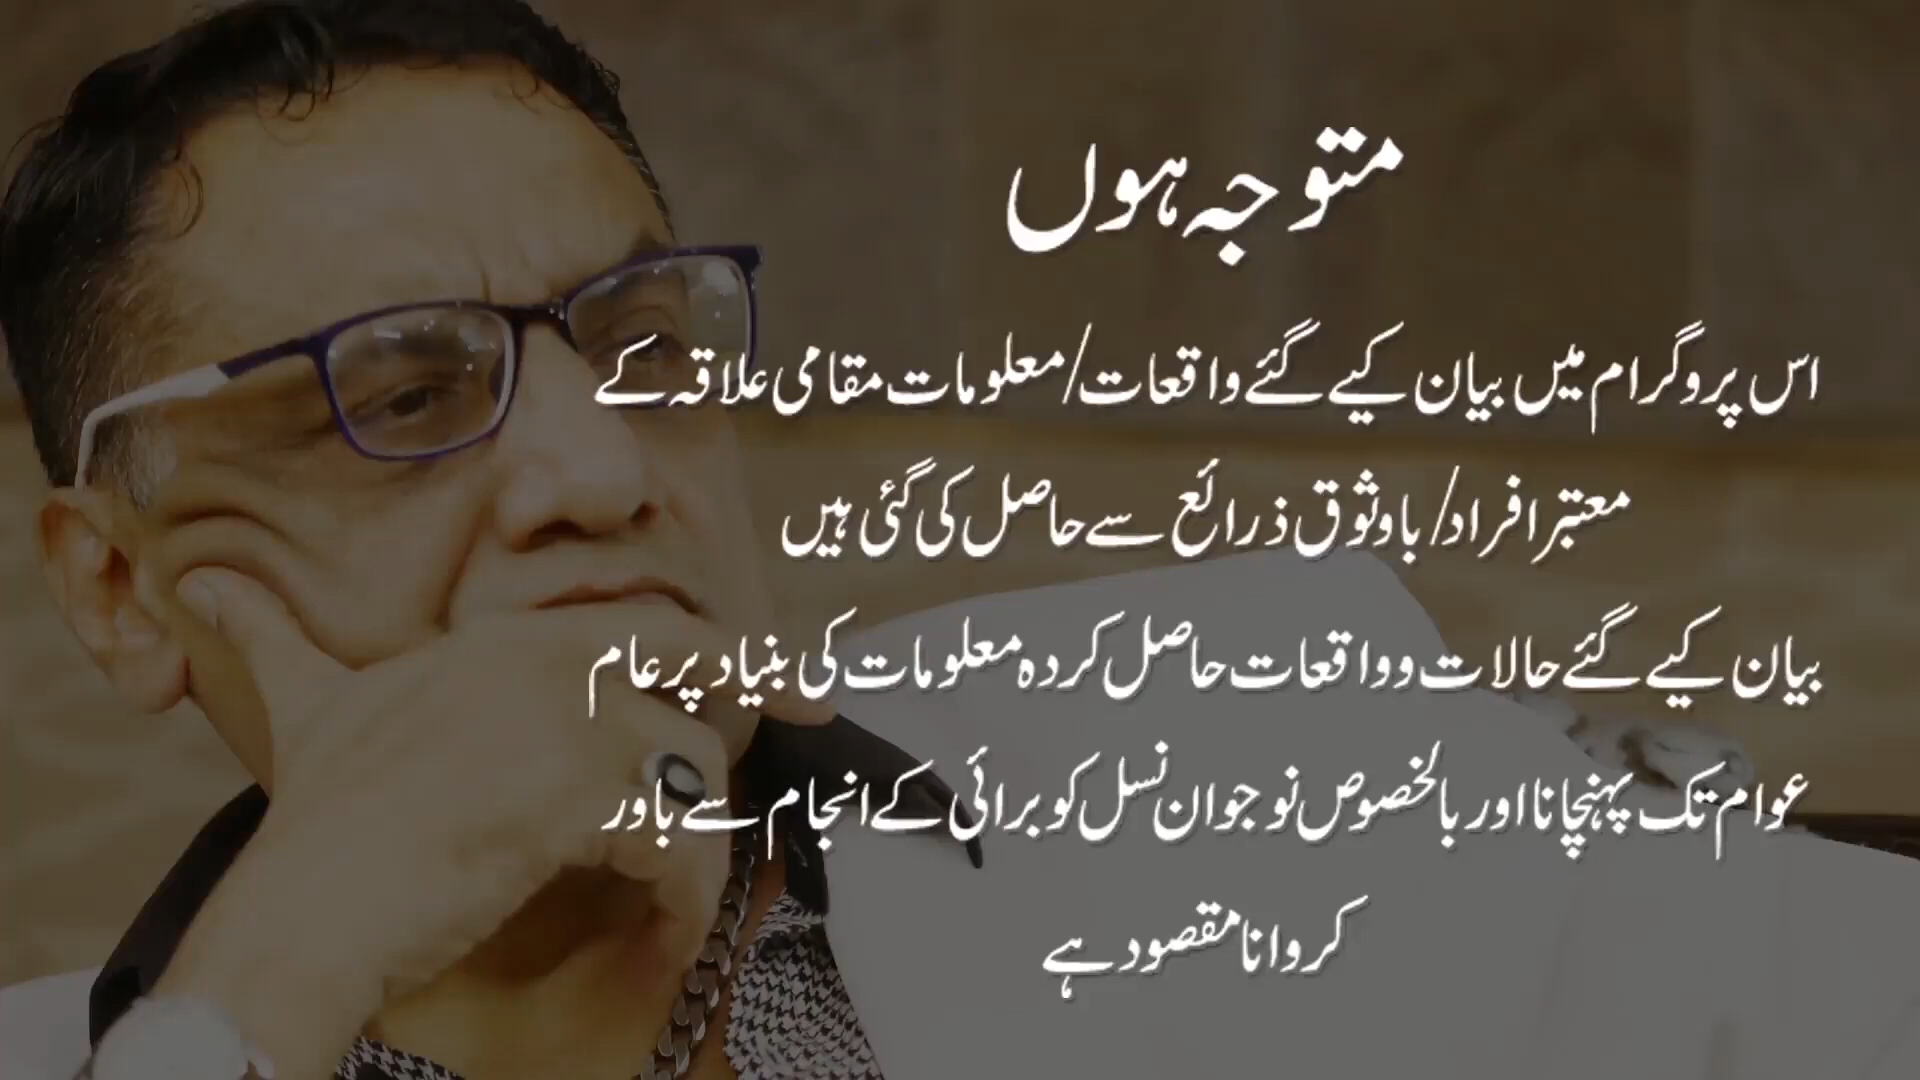 متوجہ ہوں
اس پروگرام میں بیان کیے گئے واقعات/معلومات مقامی علاقہ کے
معتبر افراد/ باوثوق ذرائع سے حاصل کی گئی ہیں
بیان کیے گئے حالات و واقعات حاصل کردہ معلومات کی بنیاد پر عام
عوام تک پہنچانا اور بالخصوص نوجوان نسل کو برائی کے انجام سے باور
کروانا مقصود ہے